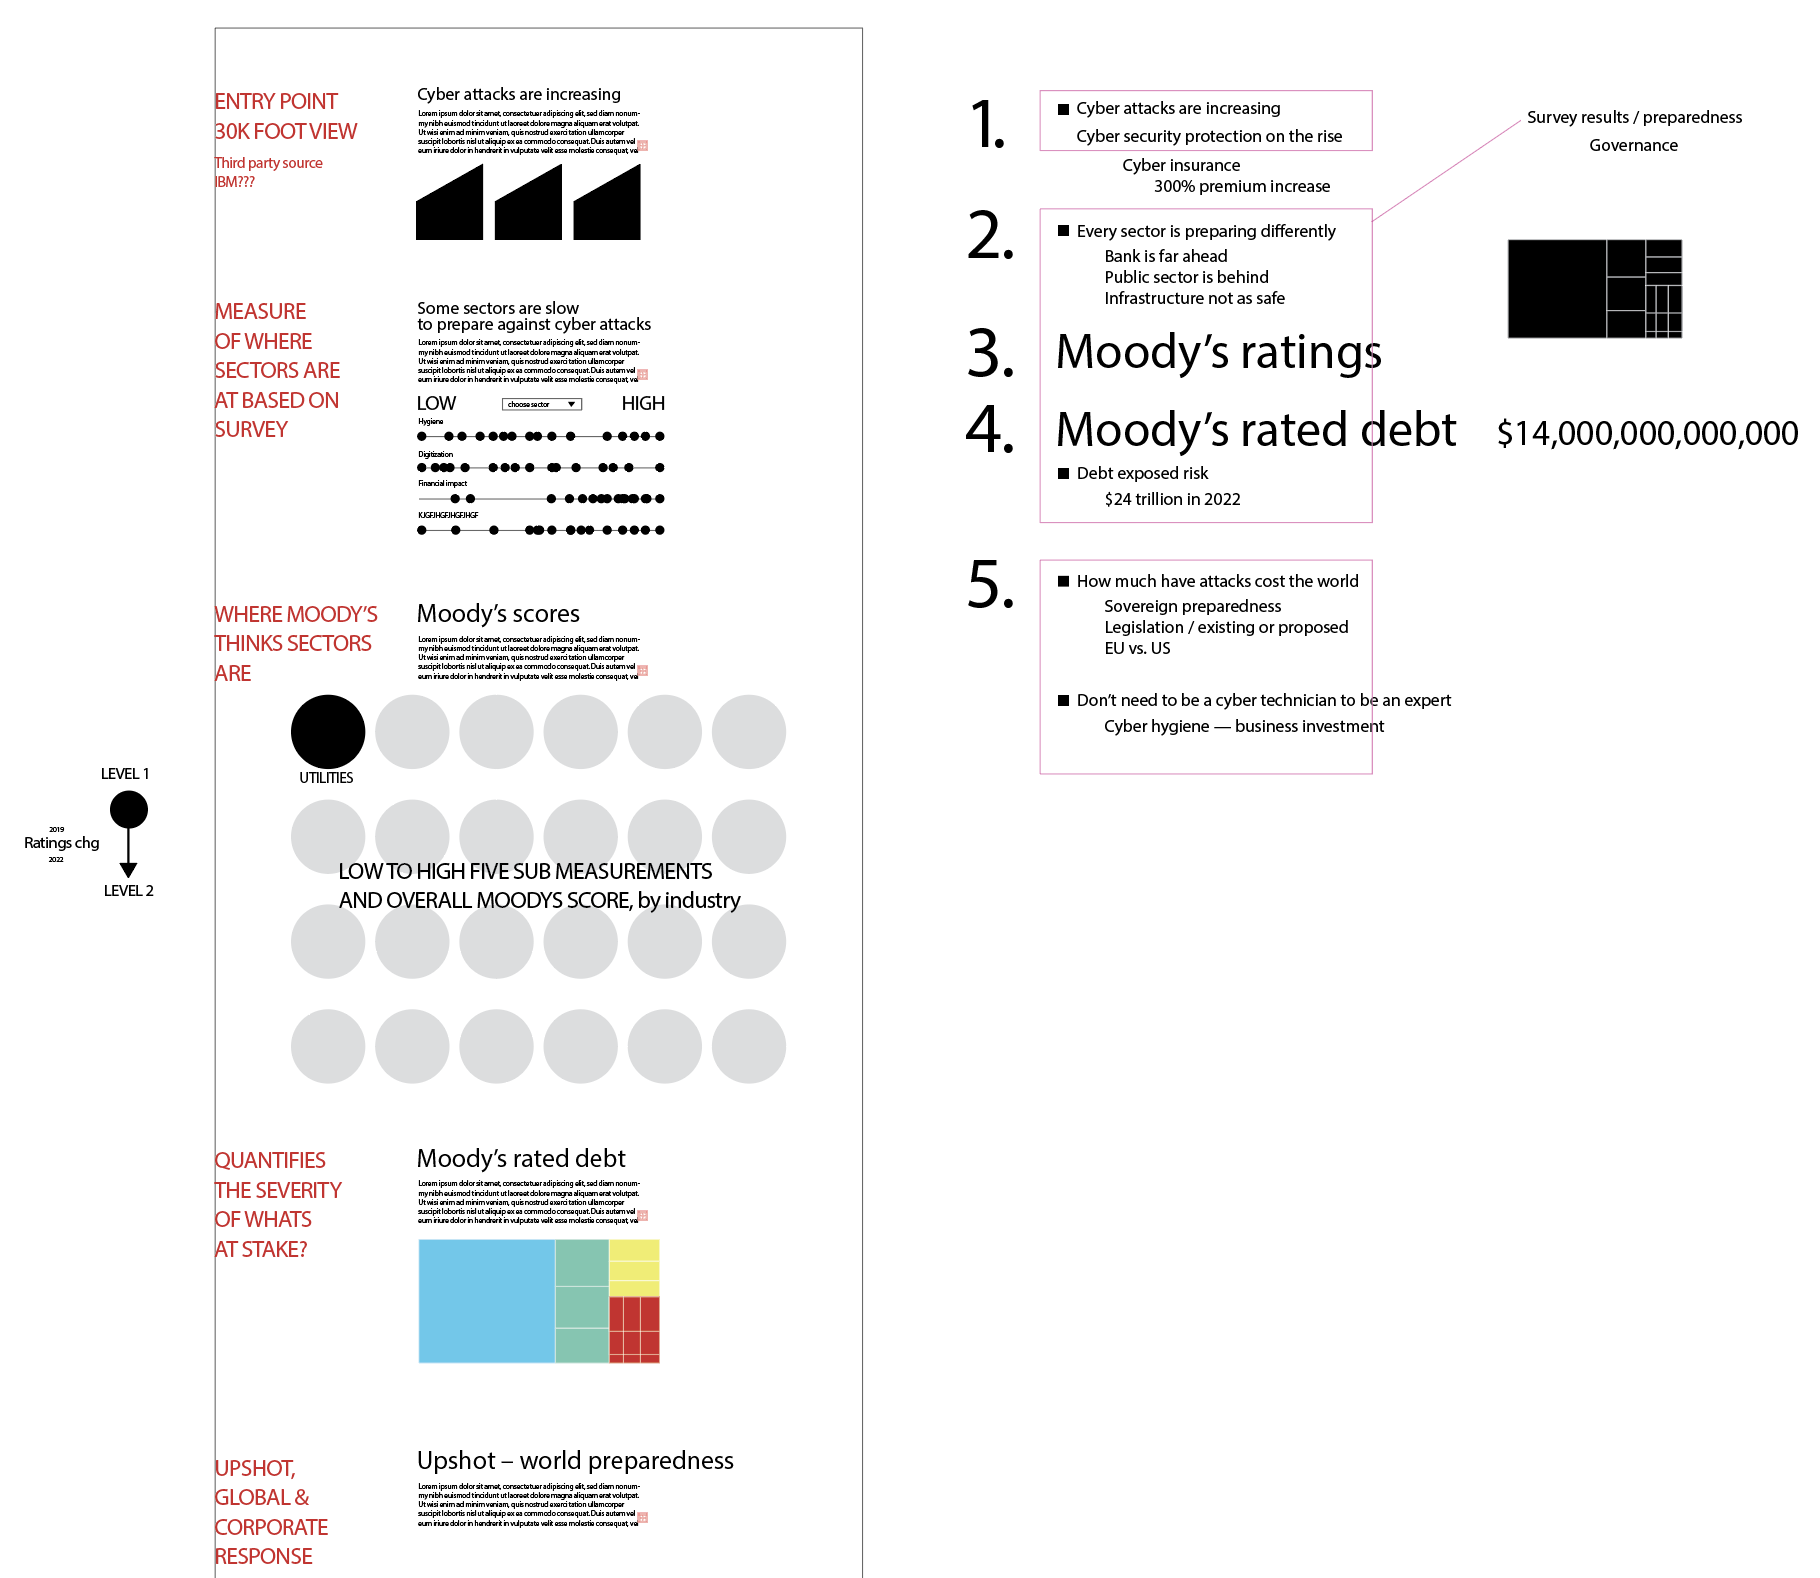 ENTRY POINT
30K FOOT VIEW
Third party source
IBM???
Cyber attacks are increasing
Lorem ipsum dolor sit amet, consectetuer adipiscing elit, sed diam nonum-
my nibh euismod tincidunt ut laoreet dolore magna aliquam erat volutpat.
Ut wisi enim ad minim veniam, quis nostrud exerci tation ullamcorper
suscipit lobortis nisl ut aliquip ex ea commodo consequat. Duis autem vel
eum iriure dolor in hendrerit in vulputate velit esse molestie consequat, vel
MEASURE
OF WHERE
SECTORS ARE
AT BASED ON
SURVEY
Some sectors are slow
to prepare against cyber attacks
Lorem ipsum dolor sit amet, consectetuer adipiscing elit, sed diam nonum-
my nibh euismod tincidunt ut laoreet dolore magna aliquam erat volutpat.
Ut wisi enim ad minim veniam, quis nostrud exerci tation ullamcorper
suscipit lobortis nisl ut aliquip ex ea commodo consequat. Duis autem vel
eum iriure dolor in hendrerit in vulputate velit esse molestie consequat, vel
LOW choose sector HIGH
Hygiene
Digitization
Financial impact
KJGFJHGFJHGFJHGF
WHERE MOODY'S
THINKS SECTORS
ARE
Moody's scores
Lorem ipsum dolor sit amet, consectetuer adipiscing elit, sed diam nonum-
my nibh euismod tincidunt ut laoreet dolore magna aliquam erat volutpat.
Ut wisi enim ad minim veniam, quis nostrud exerci tation ullamcorper
suscipit lobortis nisl ut aliquip ex ea commodo consequat. Duis autem vel
eum iriure dolor in hendrerit in vulputate velit esse molestie consequat, vel
UTILITIES
LEVEL 1
2019
Ratings chg
2022
LEVEL 2
LOW TO HIGH FIVE SUB MEASUREMENTS
AND OVERALL MOODYS SCORE, by industry
QUANTIFIES
THE SEVERITY
OF WHATS
AT STAKE?
Moody's rated debt
Lorem ipsum dolor sit amet, consectetuer adipiscing elit, sed diam nonum-
my nibh euismod tincidunt ut laoreet dolore magna aliquam erat volutpat.
Ut wisi enim ad minim veniam, quis nostrud exerci tation ullamcorper
suscipit lobortis nisl ut aliquip ex ea commodo consequat. Duis autem vel
eum iriure dolor in hendrerit in vulputate velit esse molestie consequat, vel
UPSHOT,
GLOBAL &
CORPORATE
RESPONSE
Upshot – world preparedness
Lorem ipsum dolor sit amet, consectetuer adipiscing elit, sed diam nonum-
my nibh euismod tincidunt ut laoreet dolore magna aliquam erat volutpat.
Ut wisi enim ad minim veniam, quis nostrud exerci tation ullamcorper
suscipit lobortis nisl ut aliquip ex ea commodo consequat. Duis autem vel
eum iriure dolor in hendrerit in vulputate velit esse molestie consequat, vel
1.
■ Cyber attacks are increasing
Cyber security protection on the rise
Cyber insurance
300% premium increase
Survey results / preparedness
Governance
2.
■ Every sector is preparing differently
Bank is far ahead
Public sector is behind
Infrastructure not as safe
3. Moody's ratings
4. Moody's rated debt $14,000,000,000,000
■ Debt exposed risk
$24 trillion in 2022
5.
■ How much have attacks cost the world
Sovereign preparedness
Legislation / existing or proposed
EU vs. US
■ Don't need to be a cyber technician to be an expert
Cyber hygiene — business investment